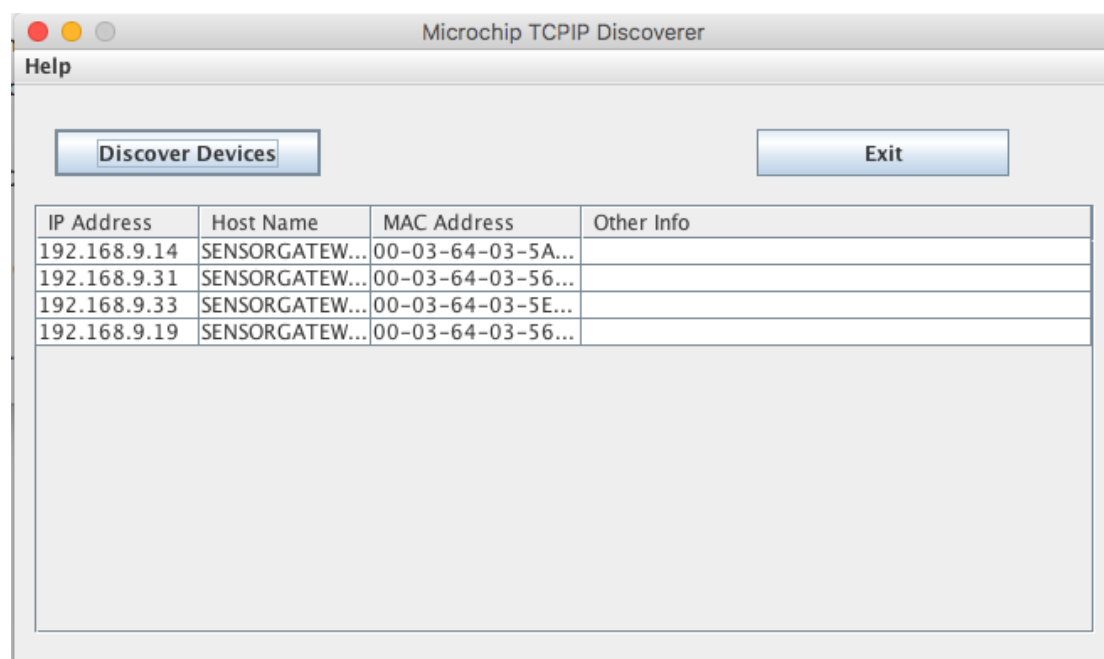 Microchip TCPIP Discoverer
Help
Discover Devices Exit
IP Address Host Name MAC Address Other Info
192.168.9.14 SENSORGATEW... 00-03-64-03-5A...
192.168.9.31 SENSORGATEW... 00-03-64-03-56...
192.168.9.33 SENSORGATEW... 00-03-64-03-5E...
192.168.9.19 SENSORGATEW... 00-03-64-03-56...